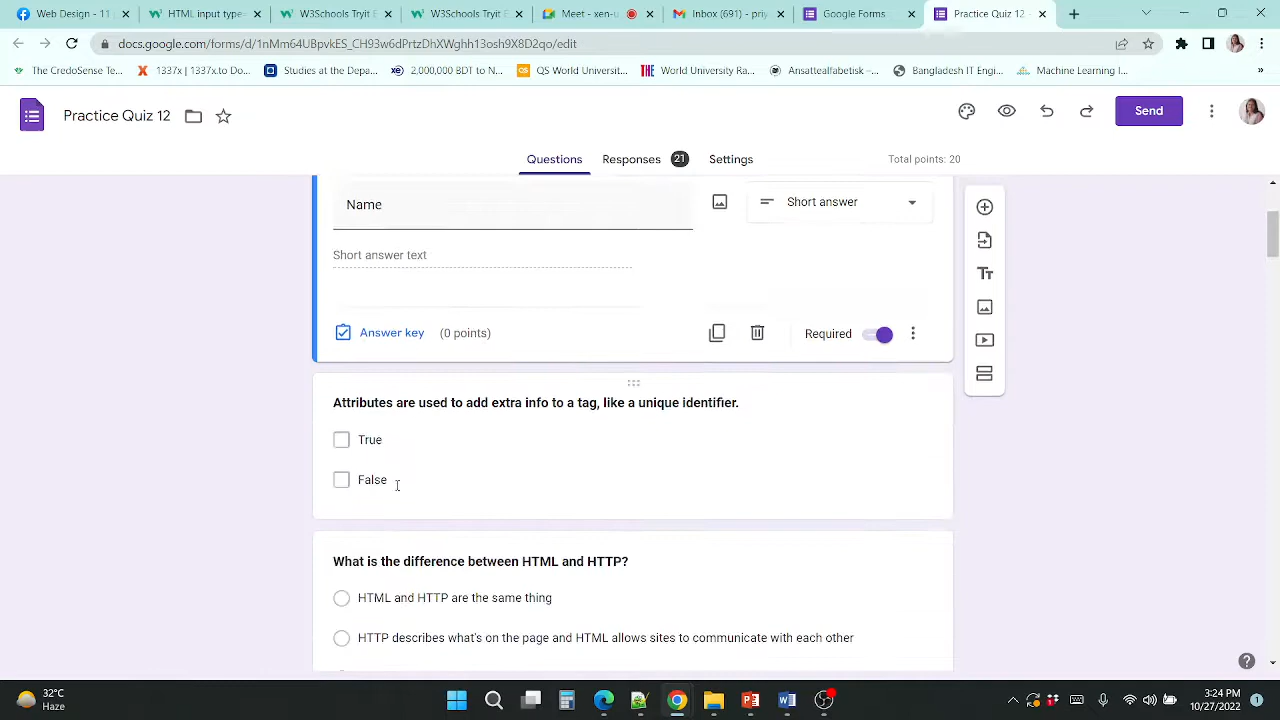 Web Design - 1
HTML input type
W3Schools Tryit E
W3Schools Tryit E
Meet - xen-u
Inbox (691) - priy
Google Forms
Practice Quiz 12
docs.google.com/forms/d/
/edit
The CredoSense Te...
1337x | 1337x.to Do...
Studies at the Depa...
2,000,000 BDT to N...
QS World Universit...
World University Ra...
Ansattealfabetisk –...
Bangladesh IT Engi...
Machine Learning I...
»
Practice Quiz 12
Send
Questions
Responses 21
Settings
Total points: 20
Name
Short answer
Short answer text
Answer key (0 points)
Required
Attributes are used to add extra info to a tag, like a unique identifier.
True
False
What is the difference between HTML and HTTP?
HTML and HTTP are the same thing
HTTP describes what's on the page and HTML allows sites to communicate with each other
32°C
Haze
3:24 PM
10/27/2022